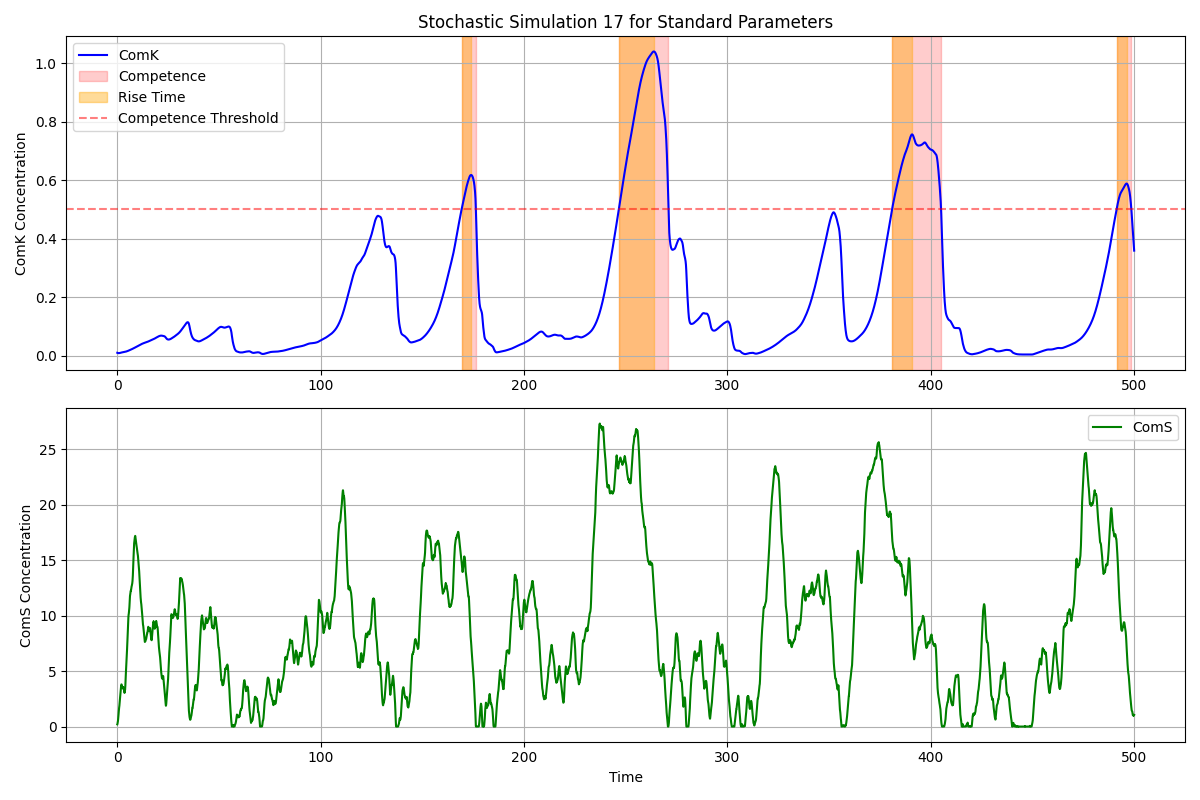 Stochastic Simulation 17 for Standard Parameters
ComK
Competence
Rise Time
Competence Threshold
ComK Concentration
1.0
0.8
0.6
0.4
0.2
0.0
0 100 200 300 400 500
ComS
ComS Concentration
25
20
15
10
5
0
0 100 200 300 400 500
Time